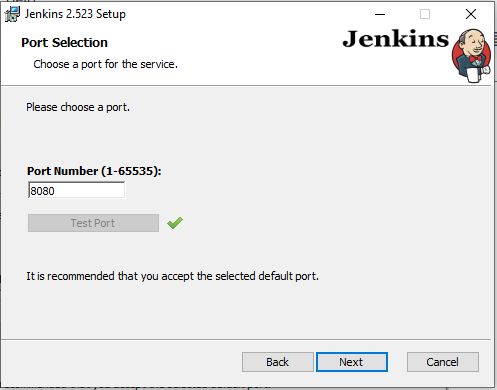 Jenkins 2.523 Setup
Port Selection
Choose a port for the service.
Jenkins
Please choose a port.
Port Number (1-65535):
8080
Test Port
It is recommended that you accept the selected default port.
Back
Next
Cancel